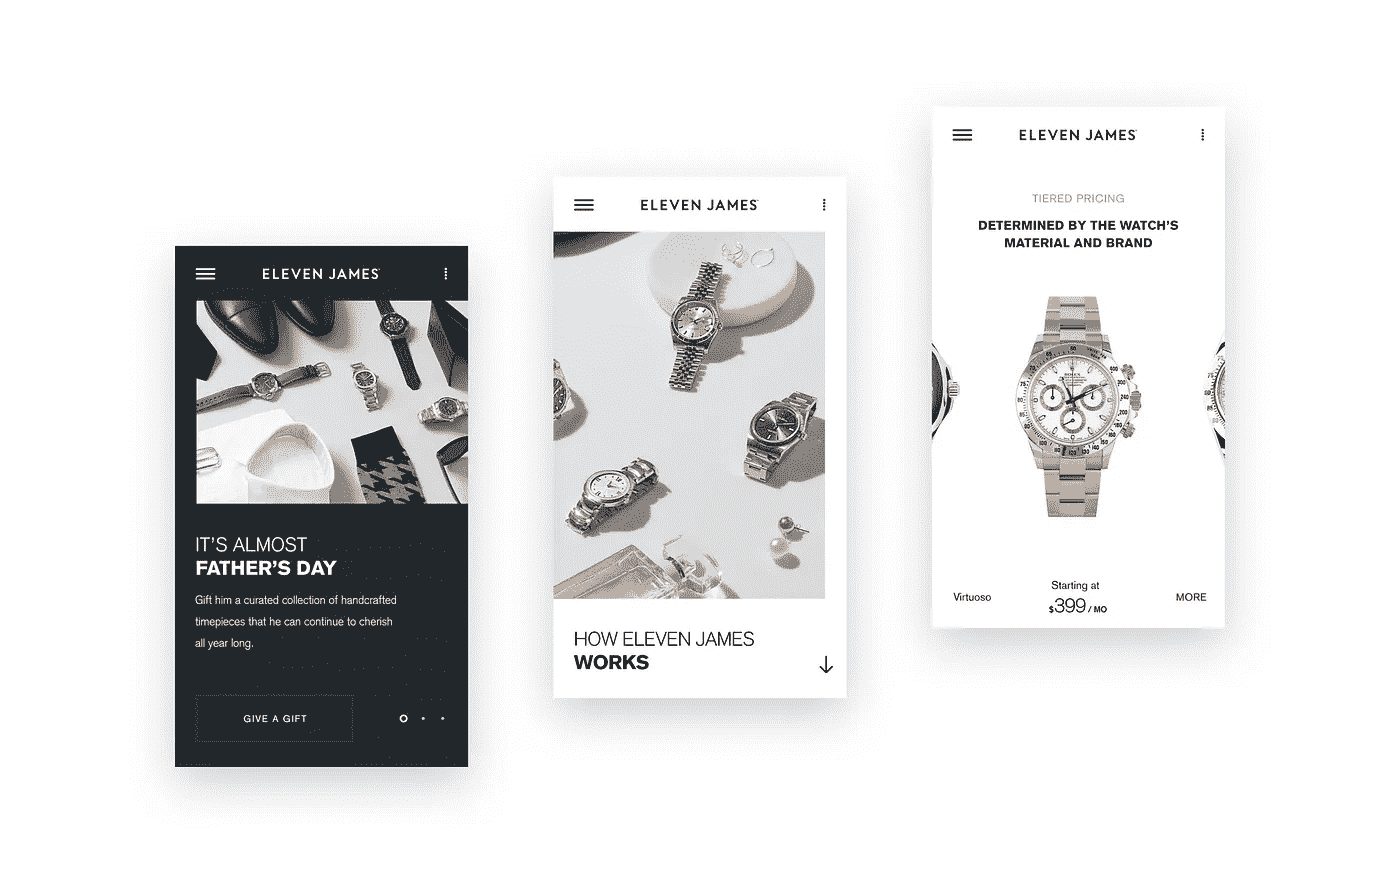 ELEVEN JAMES
IT'S ALMOST
FATHER'S DAY
Gift him a curated collection of handcrafted
timepieces that he can continue to cherish
all year long.
GIVE A GIFT
ELEVEN JAMES
HOW ELEVEN JAMES
WORKS
ELEVEN JAMES
TIERED PRICING
DETERMINED BY THE WATCH'S
MATERIAL AND BRAND
Virtuoso
Starting at
$399 / MO
MORE